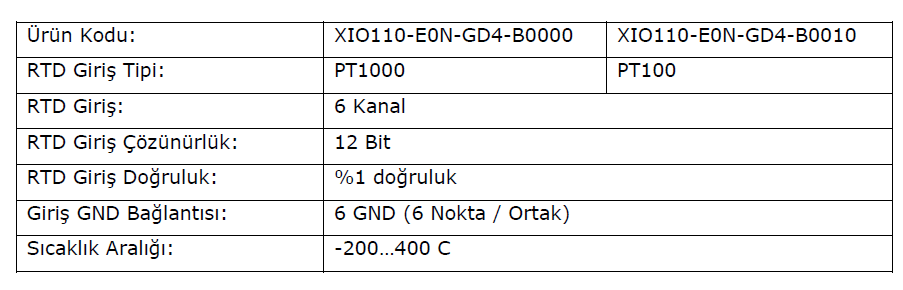 Ürün Kodu: XIO110-E0N-GD4-B0000 XIO110-E0N-GD4-B0010
RTD Giriş Tipi: PT1000 PT100
RTD Giriş: 6 Kanal
RTD Giriş Çözünürlük: 12 Bit
RTD Giriş Doğruluk: %1 doğruluk
Giriş GND Bağlantısı: 6 GND (6 Nokta / Ortak)
Sıcaklık Aralığı: -200...400 C